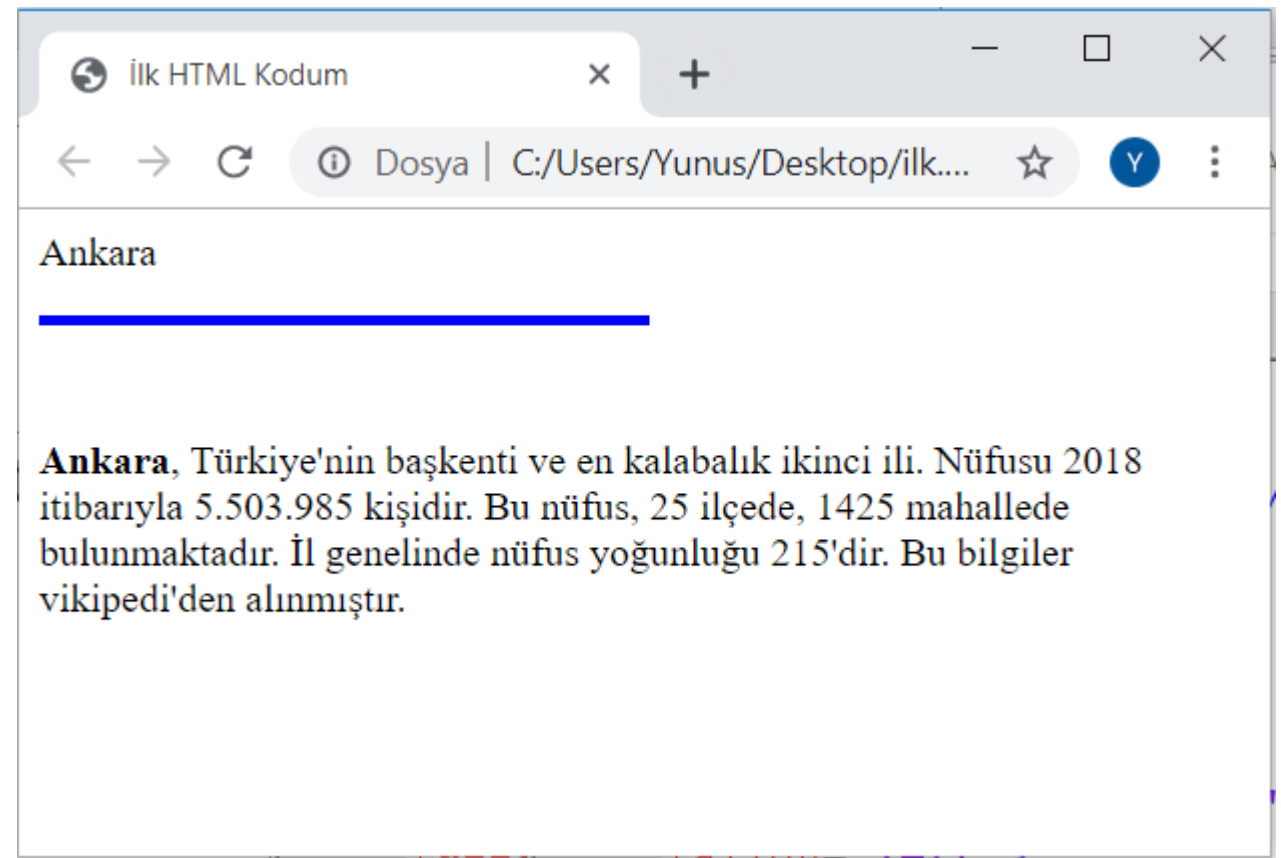 İlk HTML Kodum
Dosya | C:/Users/Yunus/Desktop/ilk....
Y
Ankara
Ankara, Türkiye'nin başkenti ve en kalabalık ikinci ili. Nüfusu 2018
itibarıyla 5.503.985 kişidir. Bu nüfus, 25 ilçede, 1425 mahallede
bulunmaktadır. İl genelinde nüfus yoğunluğu 215'dir. Bu bilgiler
vikipedi'den alınmıştır.